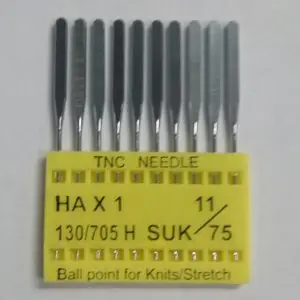 TNC NEEDLE
HA X 1 11/75
130/705 H SUK
Ball point for Knits/Stretch